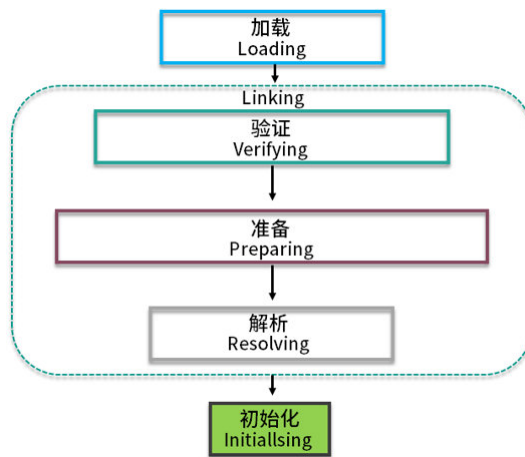 加载
Loading
Linking
验证
Verifying
准备
Preparing
解析
Resolving
初始化
Initiallsing